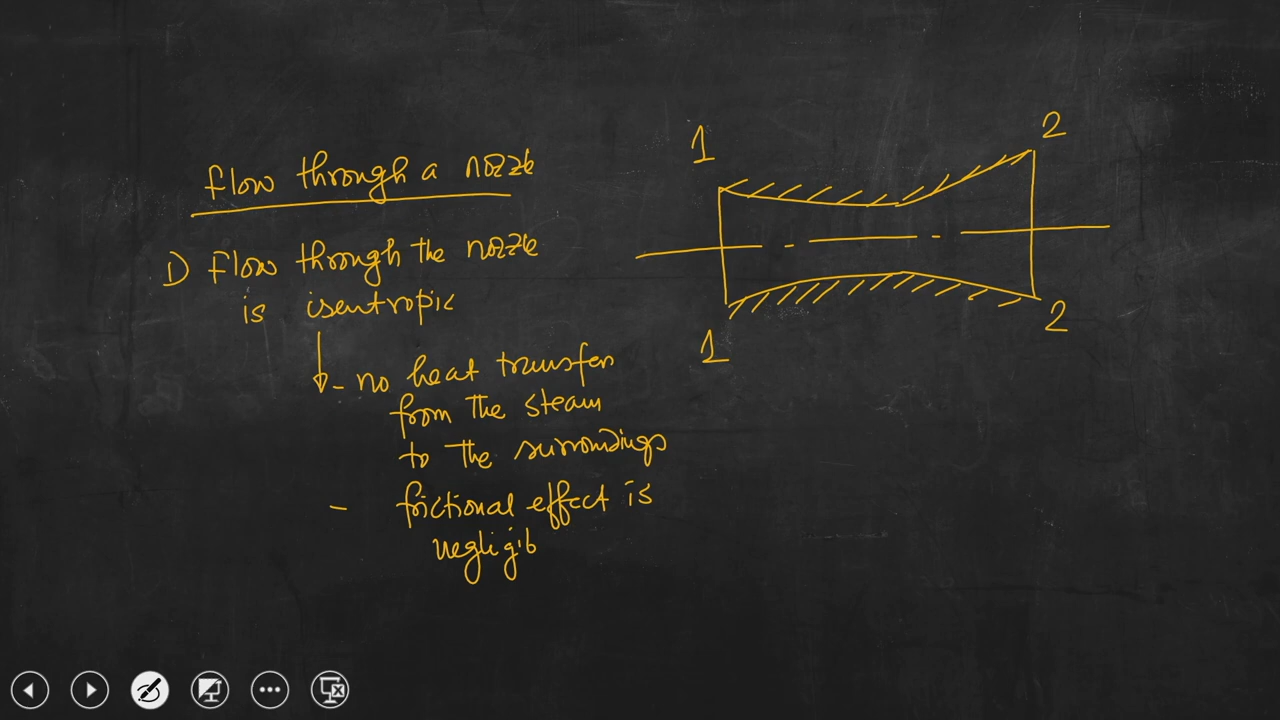 flow through a nozzle
1) flow through the nozzle
is isentropic
- no heat transfer
from the steam
to the surroundings
- frictional effect is
negligib
1
2
1
2